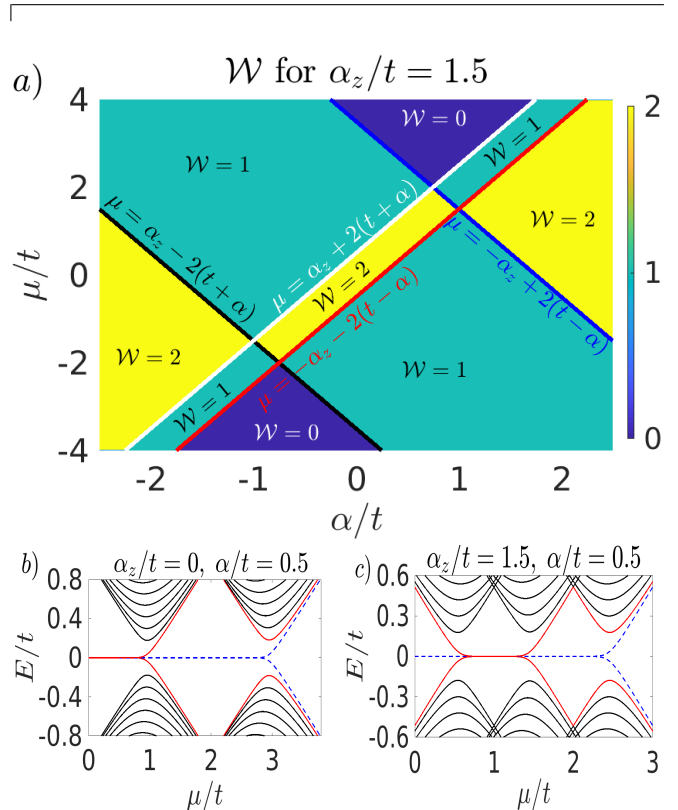 a) 𝒲 for α_z/t = 1.5
4
2
0
-2
-4
μ/t
𝒲 = 0
𝒲 = 1
𝒲 = 1
𝒲 = 2
μ = α_z − 2(t + α)
μ = α_z + 2(t + α)
𝒲 = 2
μ = −α_z + 2(t − α)
μ = −α_z − 2(t − α)
𝒲 = 2
𝒲 = 1
𝒲 = 1
𝒲 = 0
2
1
0
-2 -1 0 1 2
α/t
b) α_z/t = 0, α/t = 0.5
0.8
0.4
0
-0.4
-0.8
E/t
0 1 2 3
μ/t
c) α_z/t = 1.5, α/t = 0.5
0.6
0.3
0
-0.3
-0.6
E/t
0 1 2 3
μ/t